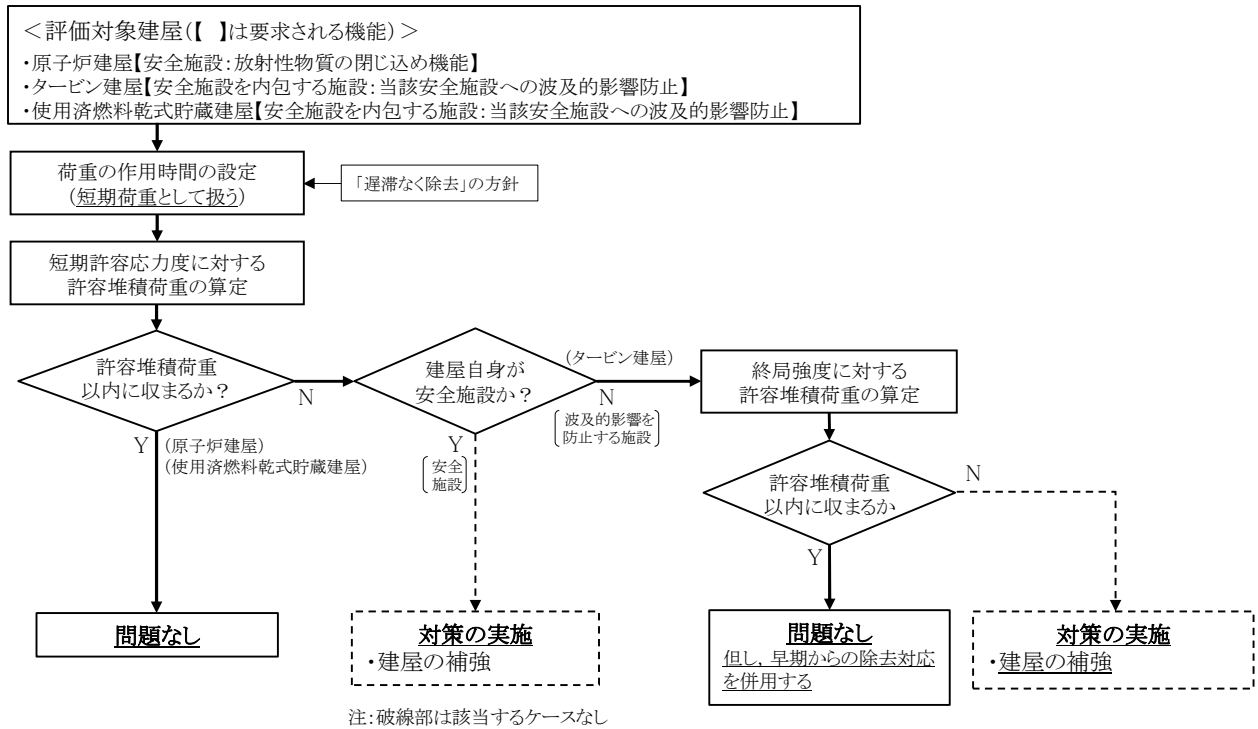 ＜評価対象建屋(【　】は要求される機能)＞
・原子炉建屋【安全施設：放射性物質の閉じ込め機能】
・タービン建屋【安全施設を内包する施設：当該安全施設への波及的影響防止】
・使用済燃料乾式貯蔵建屋【安全施設を内包する施設：当該安全施設への波及的影響防止】
荷重の作用時間の設定
(短期荷重として扱う)
「遅滞なく除去」の方針
短期許容応力度に対する
許容堆積荷重の算定
許容堆積荷重
以内に収まるか？
N
建屋自身が
安全施設か？
(タービン建屋)
N
波及的影響を
防止する施設
終局強度に対する
許容堆積荷重の算定
Y
(原子炉建屋)
(使用済燃料乾式貯蔵建屋)
Y
安全
施設
許容堆積荷重
以内に収まるか
N
Y
問題なし
対策の実施
・建屋の補強
問題なし
但し，早期からの除去対応
を併用する
対策の実施
・建屋の補強
注：破線部は該当するケースなし